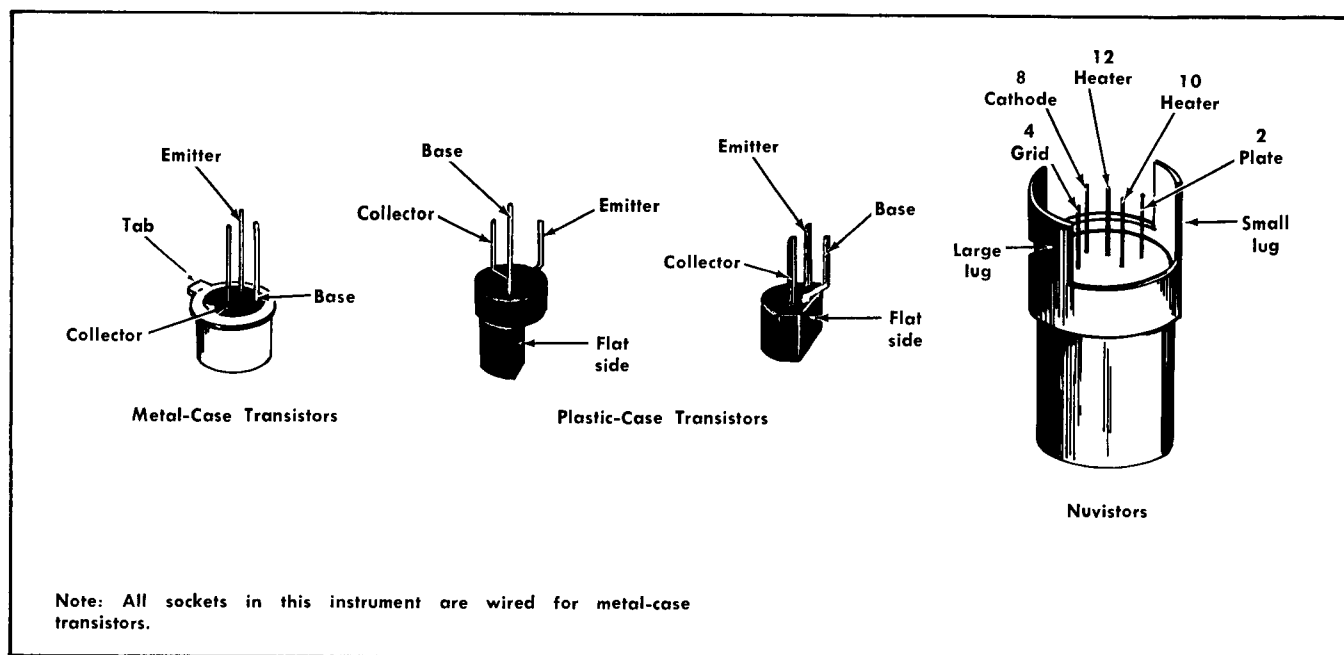 Emitter
Tab
Base
Collector
Metal-Case Transistors
Base
Collector
Emitter
Flat
side
Emitter
Base
Collector
Flat
side
Plastic-Case Transistors
12
Heater
8
Cathode
10
Heater
4
Grid
2
Plate
Large
lug
Small
lug
Nuvistors
Note: All sockets in this instrument are wired for metal-case
transistors.